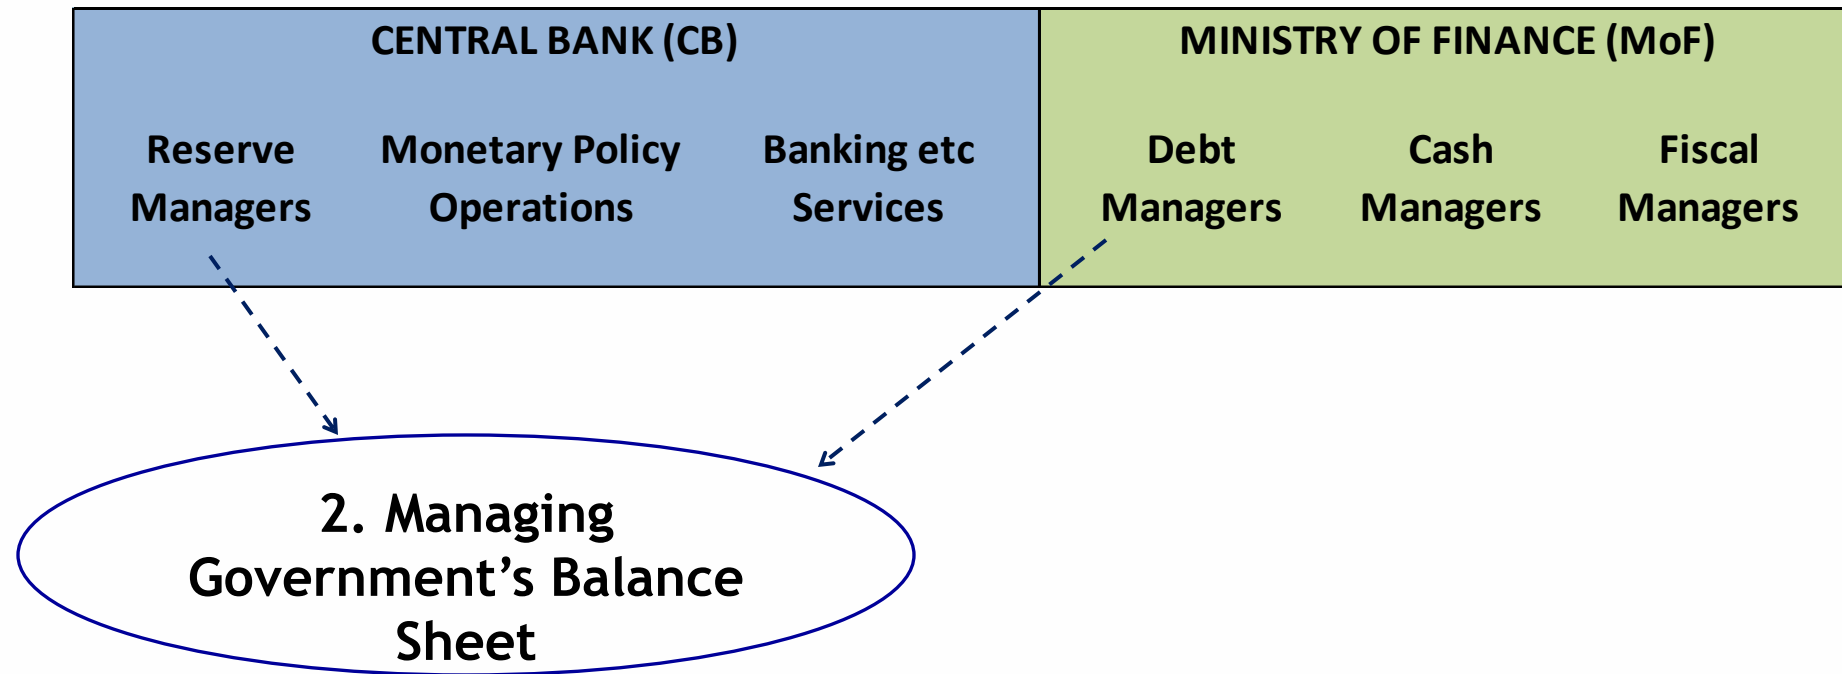 CENTRAL BANK (CB)
Reserve
Managers
Monetary Policy
Operations
Banking etc
Services
MINISTRY OF FINANCE (MoF)
Debt
Managers
Cash
Managers
Fiscal
Managers
2. Managing
Government’s Balance
Sheet